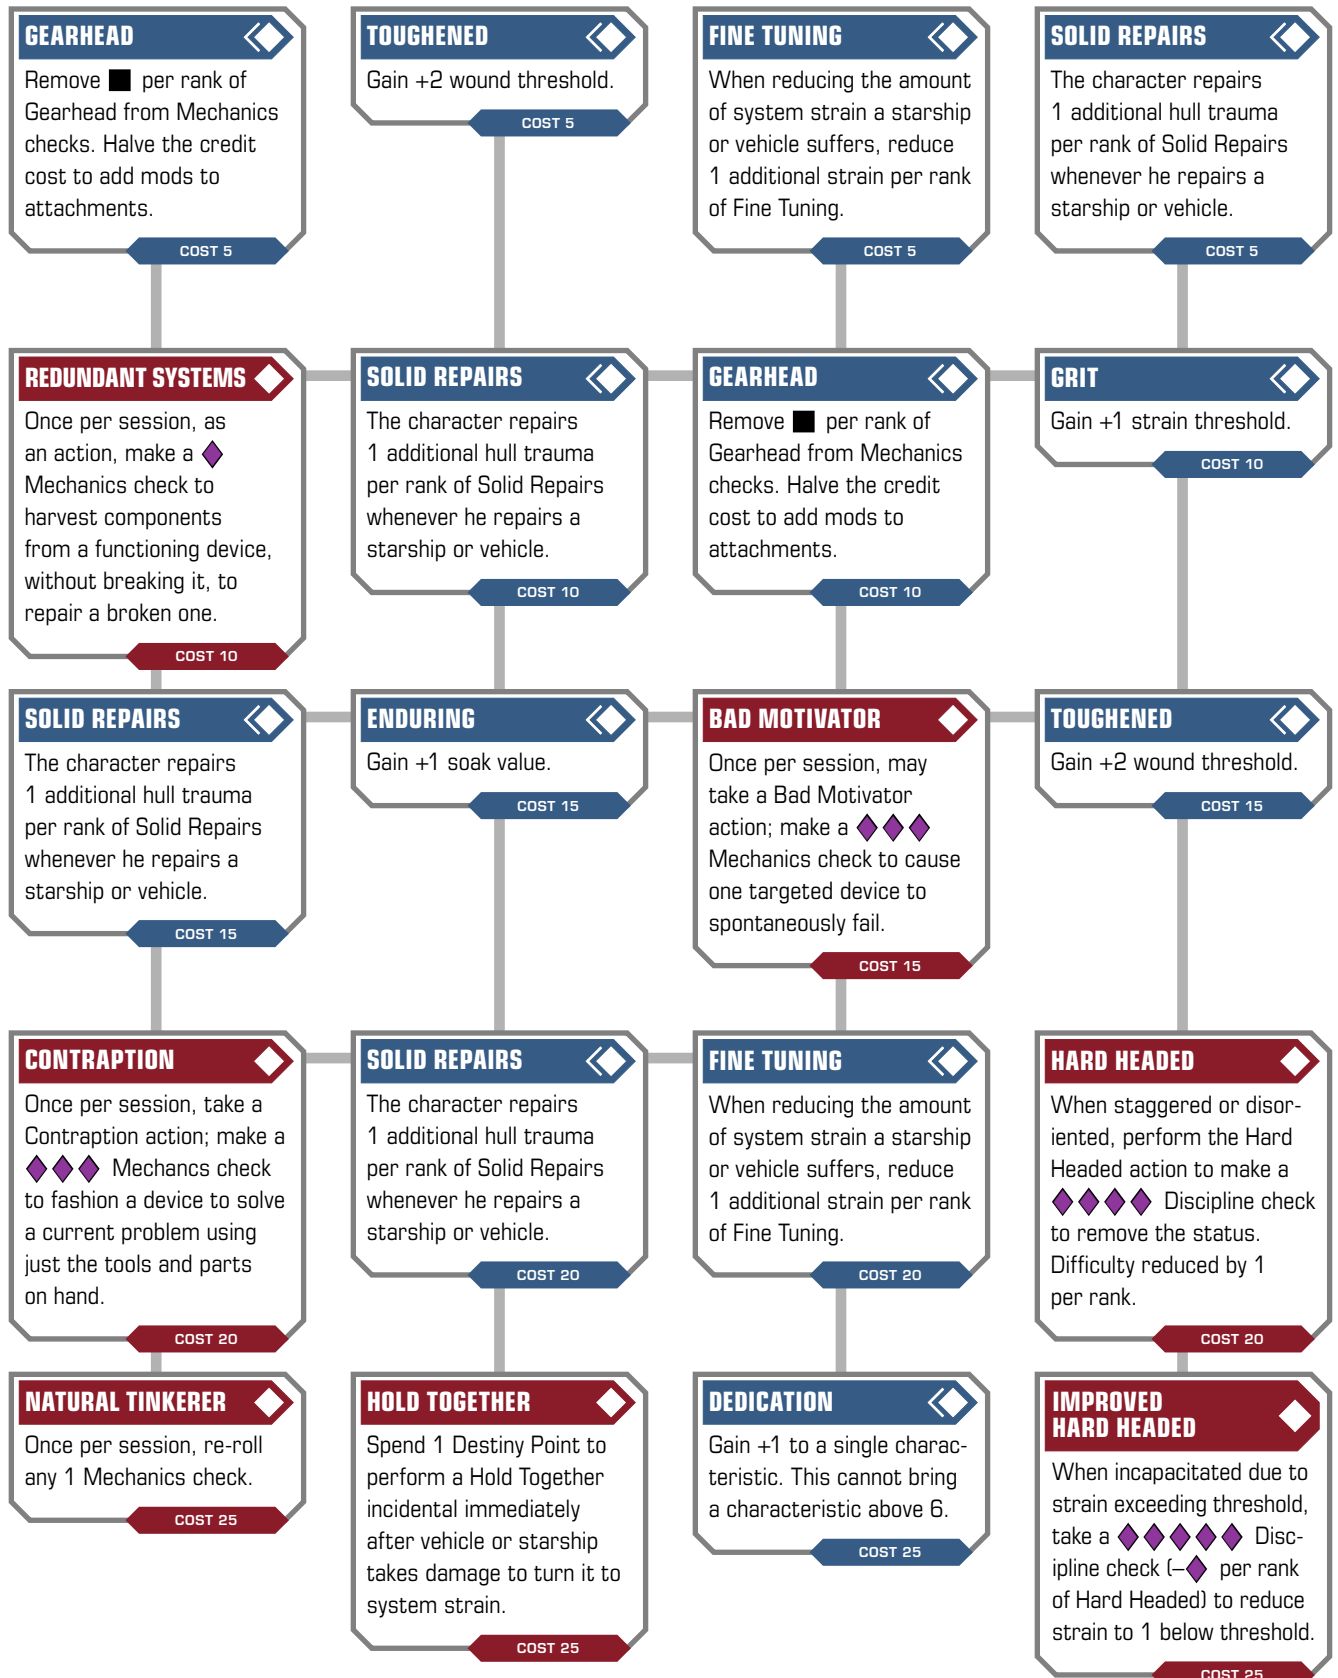 GEARHEAD
Remove per rank of
Gearhead from Mechanics
checks. Halve the credit
cost to add mods to
attachments.
COST 5
TOUGHENED
Gain +2 wound threshold.
COST 5
FINE TUNING
When reducing the amount
of system strain a starship
or vehicle suffers, reduce
1 additional strain per rank
of Fine Tuning.
COST 5
SOLID REPAIRS
The character repairs
1 additional hull trauma
per rank of Solid Repairs
whenever he repairs a
starship or vehicle.
COST 5
REDUNDANT SYSTEMS
Once per session, as
an action, make a
Mechanics check to
harvest components
from a functioning device,
without breaking it, to
repair a broken one.
COST 10
SOLID REPAIRS
The character repairs
1 additional hull trauma
per rank of Solid Repairs
whenever he repairs a
starship or vehicle.
COST 10
GEARHEAD
Remove per rank of
Gearhead from Mechanics
checks. Halve the credit
cost to add mods to
attachments.
COST 10
GRIT
Gain +1 strain threshold.
COST 10
SOLID REPAIRS
The character repairs
1 additional hull trauma
per rank of Solid Repairs
whenever he repairs a
starship or vehicle.
COST 15
ENDURING
Gain +1 soak value.
COST 15
BAD MOTIVATOR
Once per session, may
take a Bad Motivator
action; make a
Mechanics check to cause
one targeted device to
spontaneously fail.
COST 15
TOUGHENED
Gain +2 wound threshold.
COST 15
CONTRAPTION
Once per session, take a
Contraption action; make a
Mechancs check
to fashion a device to solve
a current problem using
just the tools and parts
on hand.
COST 20
SOLID REPAIRS
The character repairs
1 additional hull trauma
per rank of Solid Repairs
whenever he repairs a
starship or vehicle.
COST 20
FINE TUNING
When reducing the amount
of system strain a starship
or vehicle suffers, reduce
1 additional strain per rank
of Fine Tuning.
COST 20
HARD HEADED
When staggered or disor-
iented, perform the Hard
Headed action to make a
Discipline check
to remove the status.
Difficulty reduced by 1
per rank.
COST 20
NATURAL TINKERER
Once per session, re-roll
any 1 Mechanics check.
COST 25
HOLD TOGETHER
Spend 1 Destiny Point to
perform a Hold Together
incidental immediately
after vehicle or starship
takes damage to turn it to
system strain.
COST 25
DEDICATION
Gain +1 to a single charac-
teristic. This cannot bring
a characteristic above 6.
COST 25
IMPROVED
HARD HEADED
When incapacitated due to
strain exceeding threshold,
take a Disc-
ipline check (– per rank
of Hard Headed) to reduce
strain to 1 below threshold.
COST 25